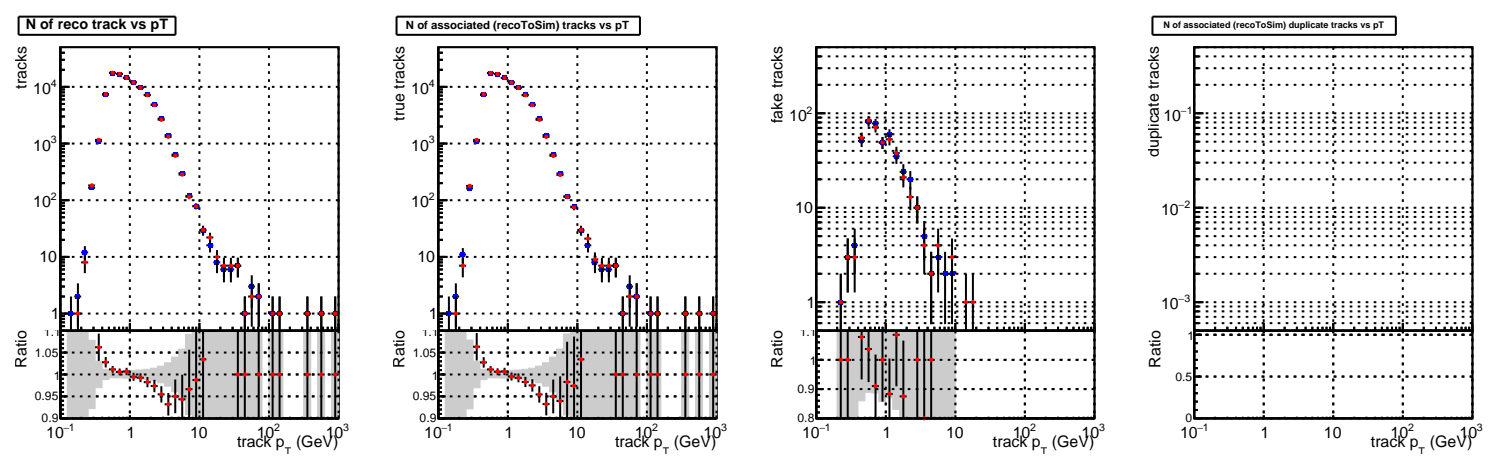 N of reco track vs pT
tracks
10^4
10^3
10^2
10
1
Ratio
1.1
1.05
1
0.95
0.9
10^-1 1 10 10^2 10^3
track p_T (GeV)
N of associated (recoToSim) tracks vs pT
true tracks
10^4
10^3
10^2
10
1
Ratio
1.1
1.05
1
0.95
0.9
10^-1 1 10 10^2 10^3
track p_T (GeV)
fake tracks
10^2
10
1
Ratio
1
0.9
0.8
10^-1 1 10 10^2 10^3
track p_T (GeV)
N of associated (recoToSim) duplicate tracks vs pT
duplicate tracks
10^-1
10^-2
10^-3
Ratio
1
0.5
0
10^-1 1 10 10^2 10^3
track p_T (GeV)